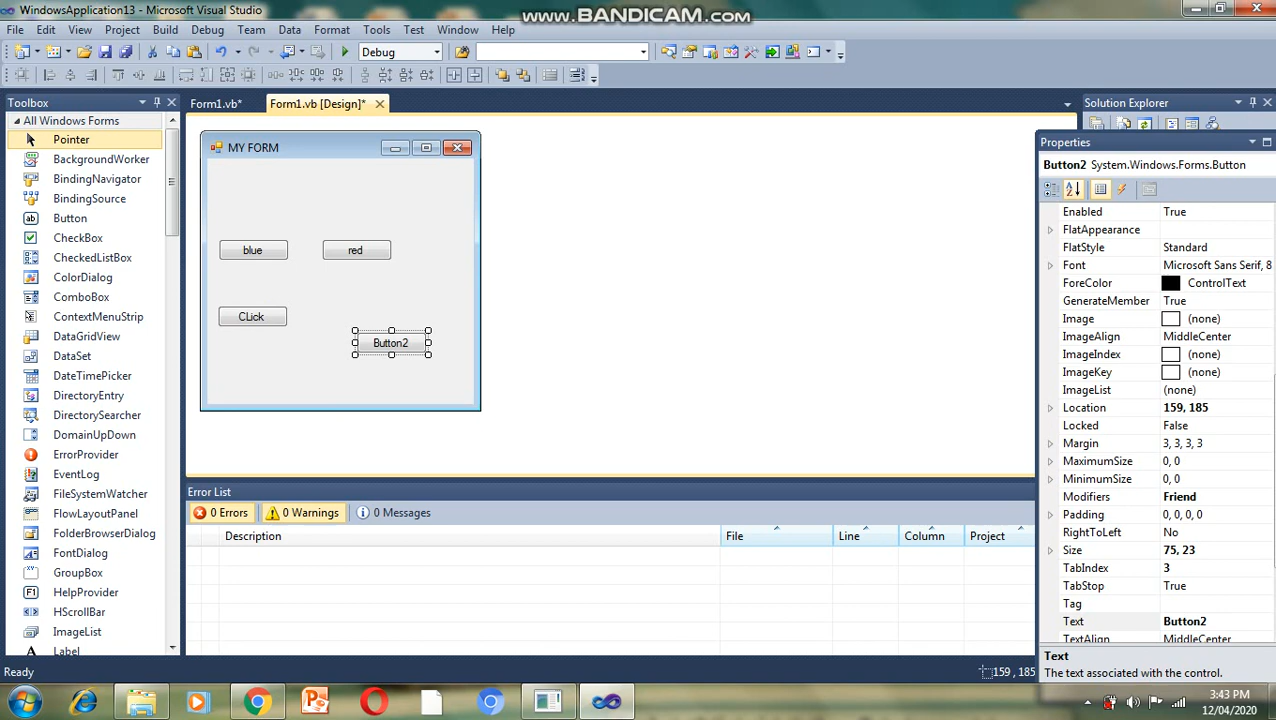 WindowsApplication13 - Microsoft Visual Studio
www.BANDICAM.com
File Edit View Project Build Debug Team Data Format Tools Test Window Help
Debug
Toolbox
Form1.vb* Form1.vb [Design]*
Solution Explorer
All Windows Forms
Pointer
BackgroundWorker
BindingNavigator
BindingSource
Button
CheckBox
CheckedListBox
ColorDialog
ComboBox
ContextMenuStrip
DataGridView
DataSet
DateTimePicker
DirectoryEntry
DirectorySearcher
DomainUpDown
ErrorProvider
EventLog
FileSystemWatcher
FlowLayoutPanel
FolderBrowserDialog
FontDialog
GroupBox
HelpProvider
HScrollBar
ImageList
Label
MY FORM
blue red
CLick
Button2
Error List
0 Errors 0 Warnings 0 Messages
Description File Line Column Project
Properties
Button2 System.Windows.Forms.Button
Enabled True
FlatAppearance
FlatStyle Standard
Font Microsoft Sans Serif, 8
ForeColor ControlText
GenerateMember True
Image (none)
ImageAlign MiddleCenter
ImageIndex (none)
ImageKey (none)
ImageList (none)
Location 159, 185
Locked False
Margin 3, 3, 3, 3
MaximumSize 0, 0
MinimumSize 0, 0
Modifiers Friend
Padding 0, 0, 0, 0
RightToLeft No
Size 75, 23
TabIndex 3
TabStop True
Tag
Text Button2
TextAlign MiddleCenter
Text
The text associated with the control.
Ready
159 , 185
3:43 PM
12/04/2020